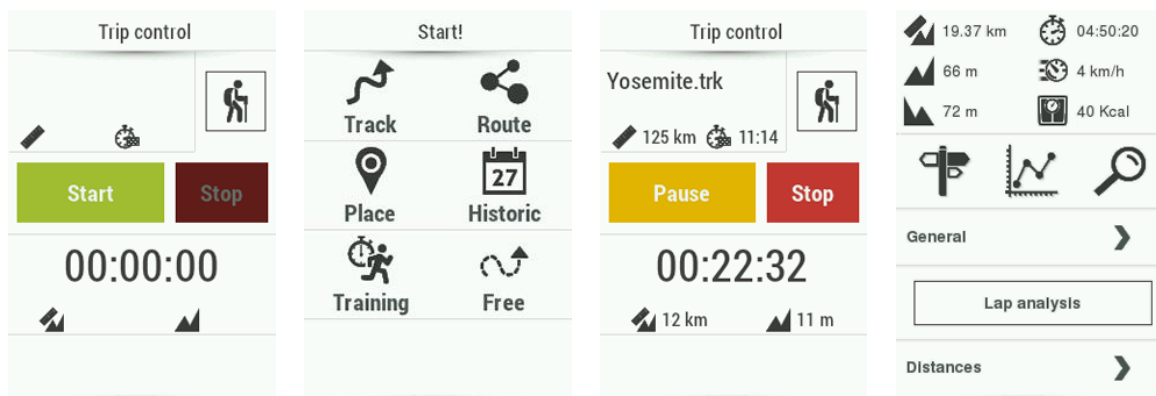 Trip control
Start
Stop
00:00:00
Start!
Track
Route
Place
27
Historic
Training
Free
Trip control
Yosemite.trk
125 km
11:14
Pause
Stop
00:22:32
12 km
11 m
19.37 km
04:50:20
66 m
4 km/h
72 m
40 Kcal
General
Lap analysis
Distances